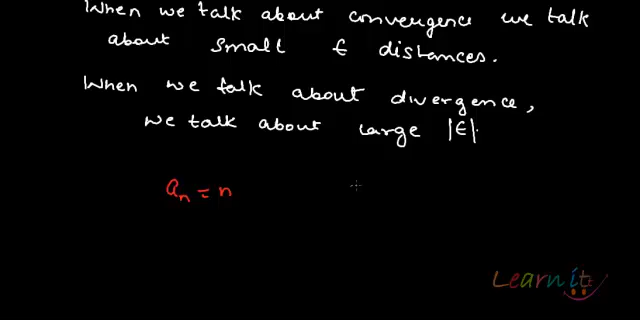 When we talk about convergence we talk
about small ϵ distances.
When we talk about divergence,
we talk about large |ϵ|.
aₙ = n
Learnit